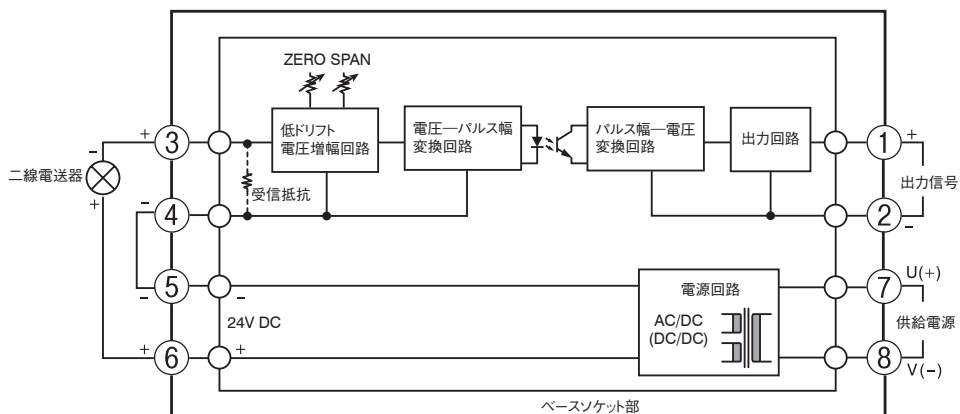 ZERO SPAN
低ドリフト
電圧増幅回路
電圧―パルス幅
変換回路
パルス幅―電圧
変換回路
出力回路
+ 3
1 +
-
二線電送器
+
受信抵抗
出力信号
- 4
2 -
5
- -
24V DC
+ 6 +
電源回路
AC/DC
(DC/DC)
U(+)
7
供給電源
8
V(-)
ベースソケット部